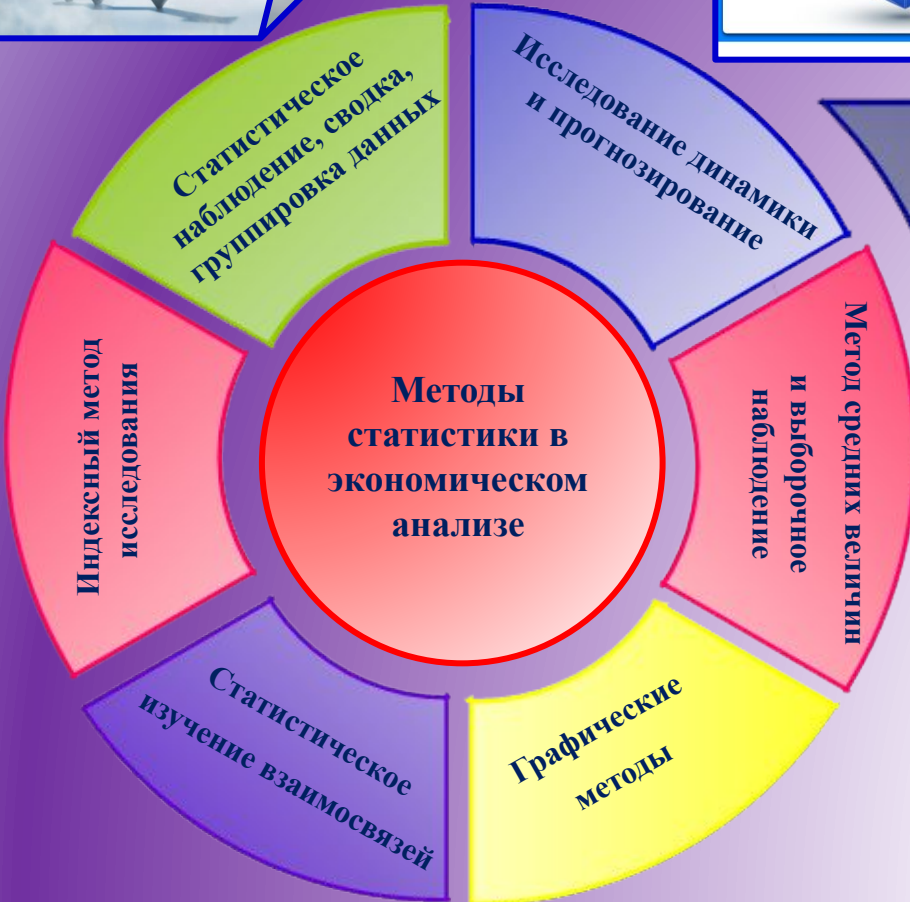 Статистическое
наблюдение, сводка,
группировка данных
Исследование динамики
и прогнозирование
Метод средних величин
и выборочное
наблюдение
Графические
методы
Статистическое
изучение взаимосвязей
Индексный метод
исследования
Методы
статистики в
экономическом
анализе